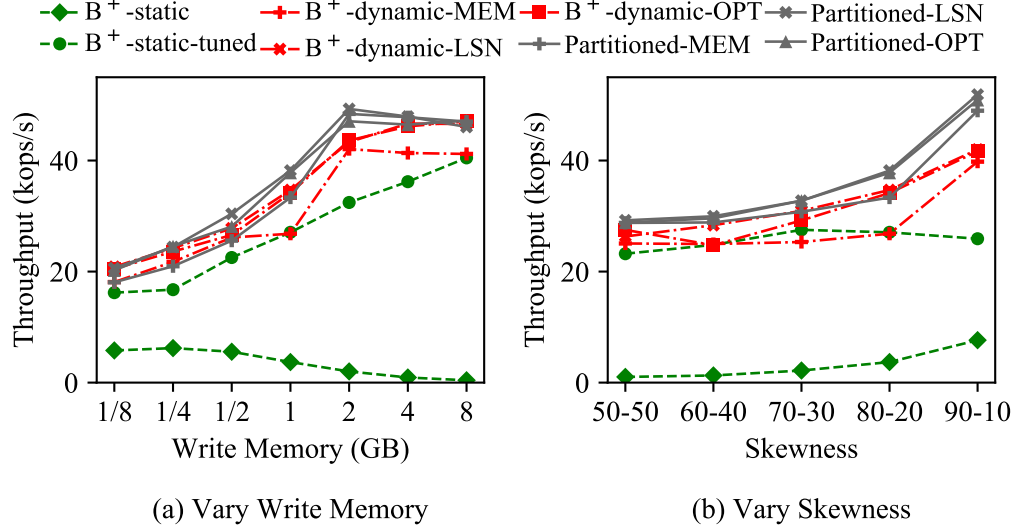 B+-static B+-dynamic-MEM B+-dynamic-OPT Partitioned-LSN
B+-static-tuned B+-dynamic-LSN Partitioned-MEM Partitioned-OPT
Throughput (kops/s)
40
20
0
1/8 1/4 1/2 1 2 4 8
Write Memory (GB)
(a) Vary Write Memory
Throughput (kops/s)
40
20
0
50-50 60-40 70-30 80-20 90-10
Skewness
(b) Vary Skewness